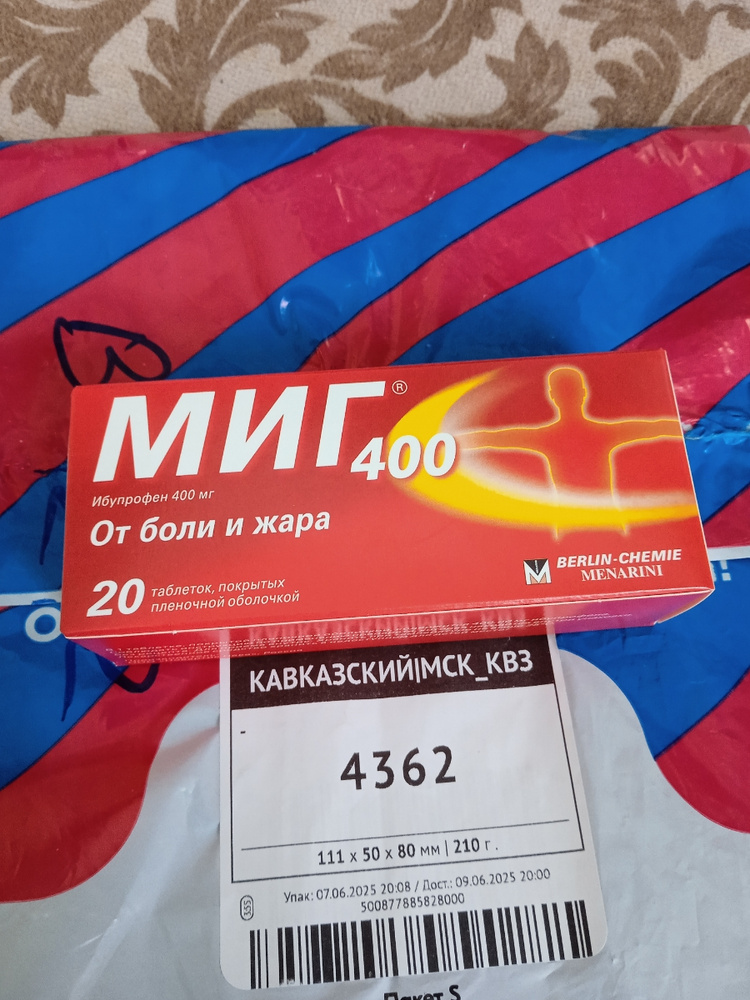 МИГ®
400
Ибупрофен 400 мг
От боли и жара
20 таблеток, покрытых
пленочной оболочкой
BERLIN-CHEMIE
MENARINI
КАВКАЗСКИЙ|МСК_КВЗ
-
4362
111 x 50 x 80 мм | 210 г.
Упак: 07.06.2025 20:08 / Дост.: 09.06.2025 20:00
500877885828000
355
Пакет S